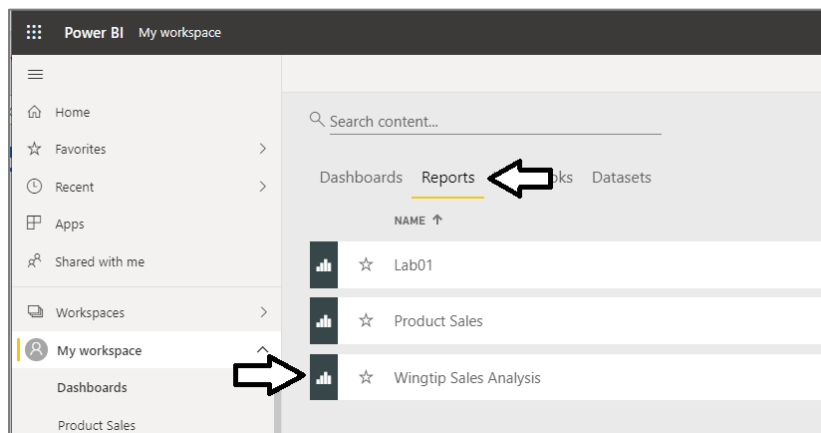 Power BI My workspace
Home
Favorites
Recent
Apps
Shared with me
Workspaces
My workspace
Dashboards
Product Sales
Search content...
Dashboards Reports Datasets
NAME ↑
Lab01
Product Sales
Wingtip Sales Analysis